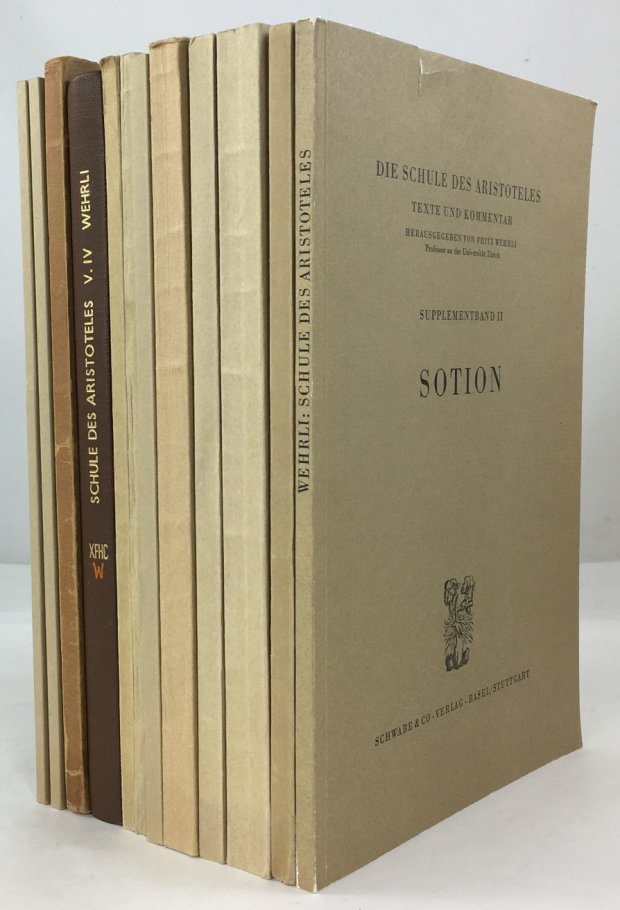 SCHULE DES ARISTOTELES V. IV WEHRLI
XFHC
W
WEHRLI: SCHULE DES ARISTOTELES
DIE SCHULE DES ARISTOTELES
TEXTE UND KOMMENTAR
HERAUSGEGEBEN VON FRITZ WEHRLI
Professor an der Universität Zürich
SUPPLEMENTBAND II
SOTION
SCHWABE & CO · VERLAG · BASEL/STUTTGART